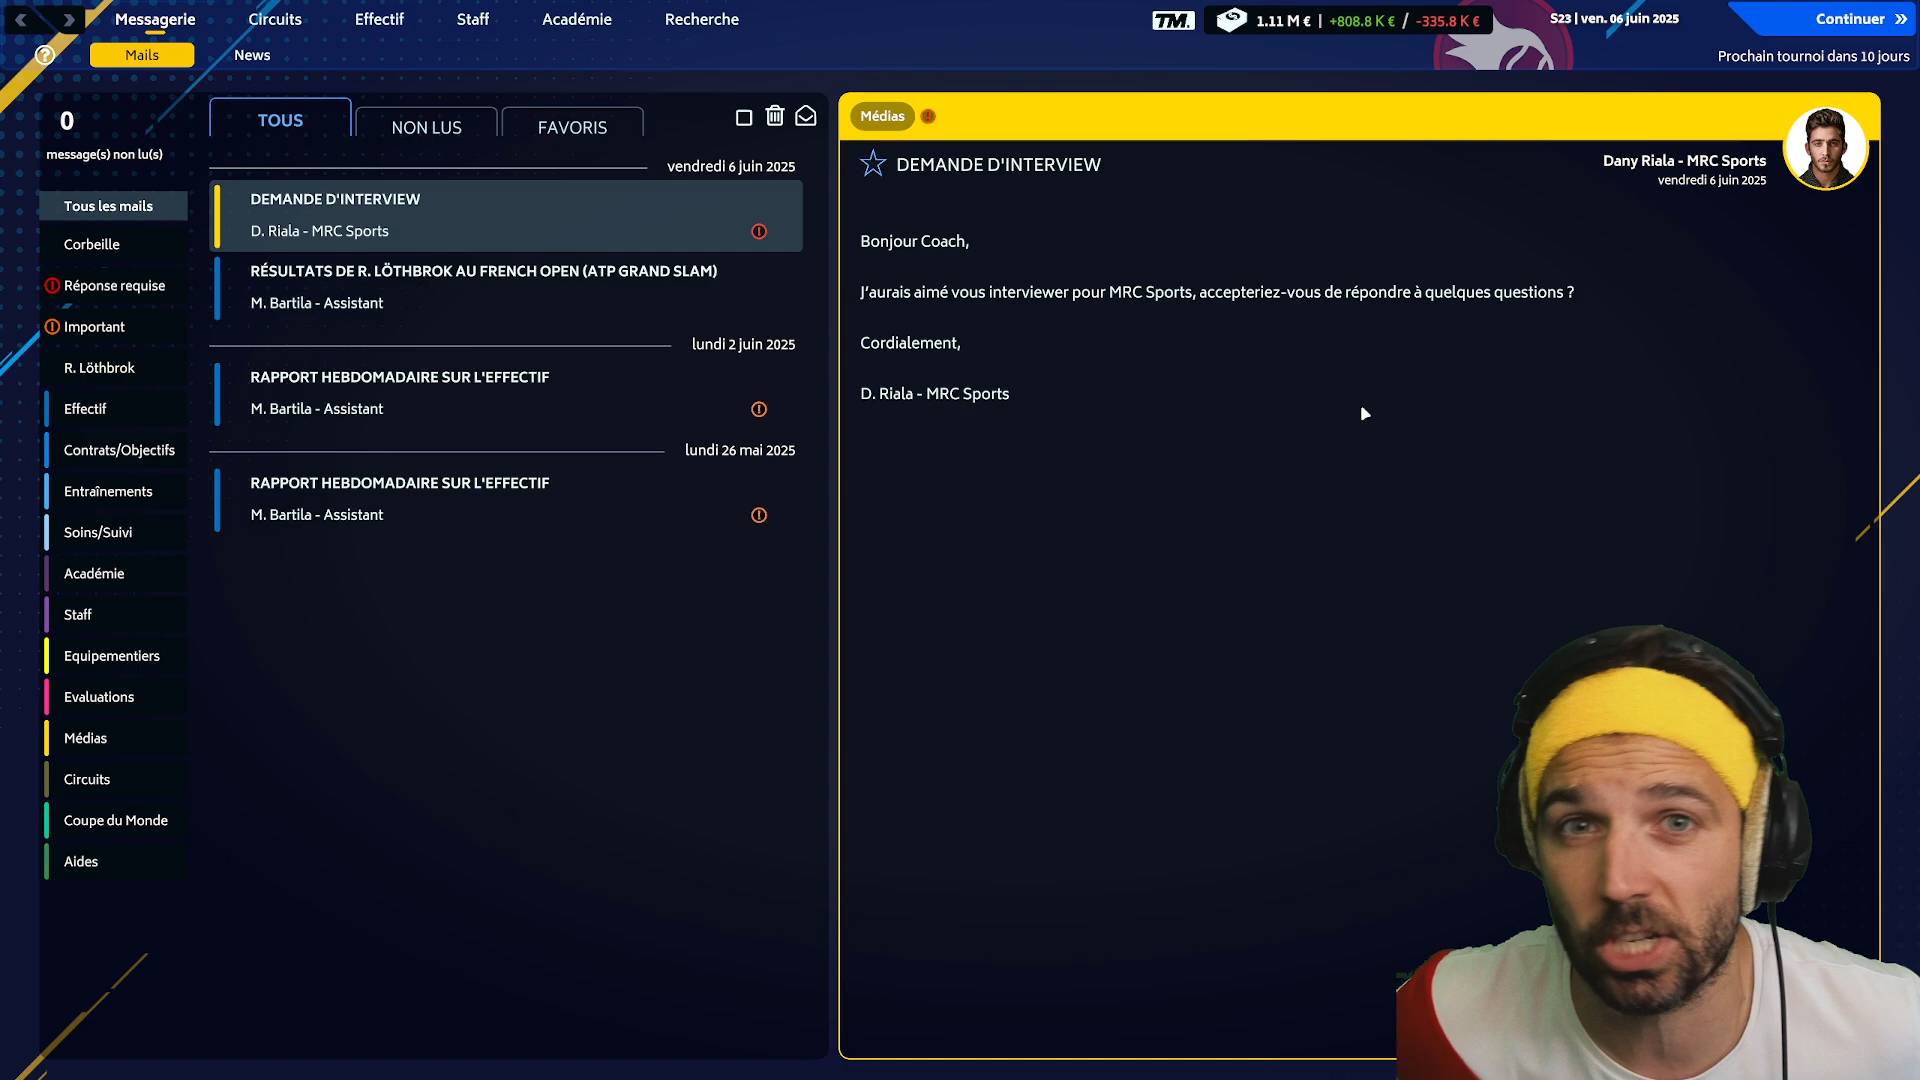 Messagerie
Circuits
Effectif
Staff
Académie
Recherche
TM.
1.11 M € | +808.8 K € / -335.8 K €
S23 | ven. 06 juin 2025
Continuer
Mails
News
Prochain tournoi dans 10 jours
0
message(s) non lu(s)
Tous les mails
Corbeille
Réponse requise
Important
R. Löthbrok
Effectif
Contrats/Objectifs
Entraînements
Soins/Suivi
Académie
Staff
Equipementiers
Evaluations
Médias
Circuits
Coupe du Monde
Aides
TOUS
NON LUS
FAVORIS
vendredi 6 juin 2025
DEMANDE D'INTERVIEW
D. Riala - MRC Sports
RÉSULTATS DE R. LÖTHBROK AU FRENCH OPEN (ATP GRAND SLAM)
M. Bartila - Assistant
lundi 2 juin 2025
RAPPORT HEBDOMADAIRE SUR L'EFFECTIF
M. Bartila - Assistant
lundi 26 mai 2025
RAPPORT HEBDOMADAIRE SUR L'EFFECTIF
M. Bartila - Assistant
Médias
DEMANDE D'INTERVIEW
Dany Riala - MRC Sports
vendredi 6 juin 2025
Bonjour Coach,
J'aurais aimé vous interviewer pour MRC Sports, accepteriez-vous de répondre à quelques questions ?
Cordialement,
D. Riala - MRC Sports